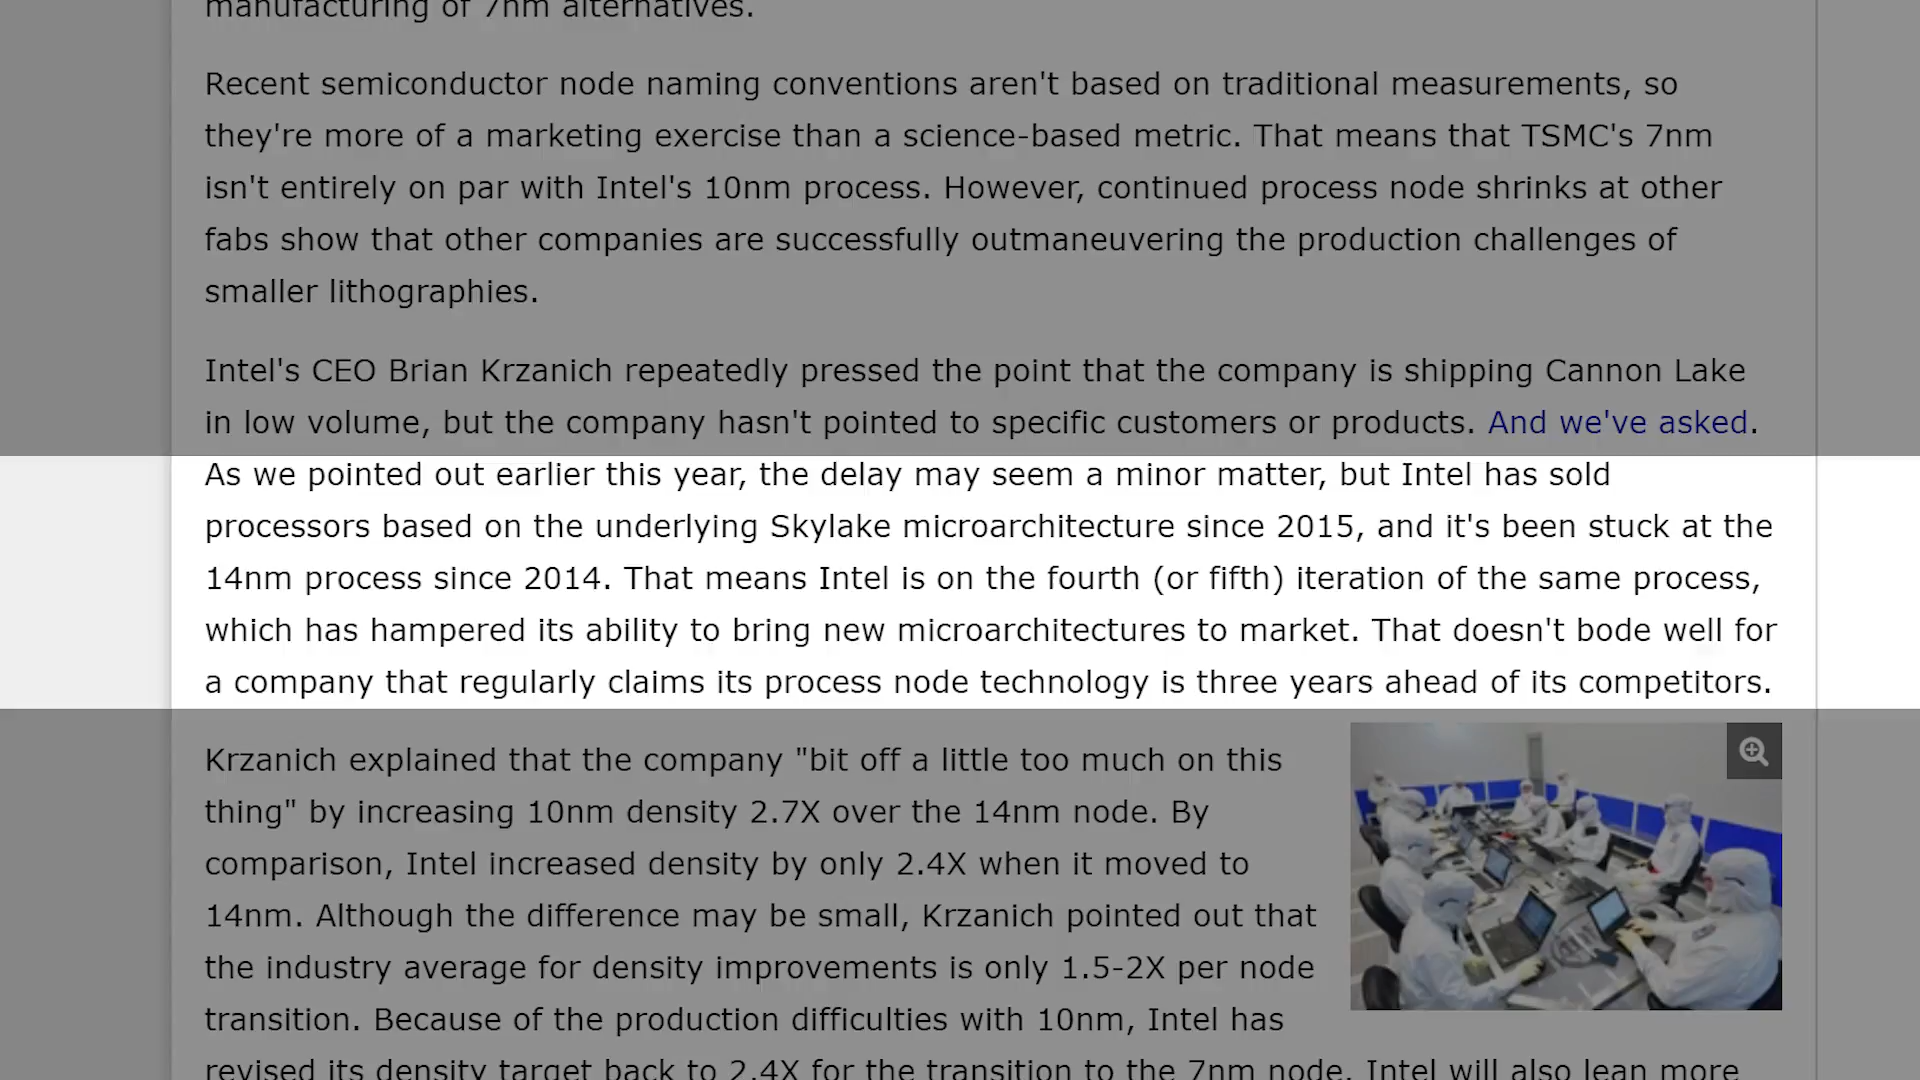 manufacturing of 7nm alternatives.
Recent semiconductor node naming conventions aren't based on traditional measurements, so
they're more of a marketing exercise than a science-based metric. That means that TSMC's 7nm
isn't entirely on par with Intel's 10nm process. However, continued process node shrinks at other
fabs show that other companies are successfully outmaneuvering the production challenges of
smaller lithographies.
Intel's CEO Brian Krzanich repeatedly pressed the point that the company is shipping Cannon Lake
in low volume, but the company hasn't pointed to specific customers or products. And we've asked.
As we pointed out earlier this year, the delay may seem a minor matter, but Intel has sold
processors based on the underlying Skylake microarchitecture since 2015, and it's been stuck at the
14nm process since 2014. That means Intel is on the fourth (or fifth) iteration of the same process,
which has hampered its ability to bring new microarchitectures to market. That doesn't bode well for
a company that regularly claims its process node technology is three years ahead of its competitors.
Krzanich explained that the company "bit off a little too much on this
thing" by increasing 10nm density 2.7X over the 14nm node. By
comparison, Intel increased density by only 2.4X when it moved to
14nm. Although the difference may be small, Krzanich pointed out that
the industry average for density improvements is only 1.5-2X per node
transition. Because of the production difficulties with 10nm, Intel has
revised its density target back to 2.4X for the transition to the 7nm node. Intel will also lean more